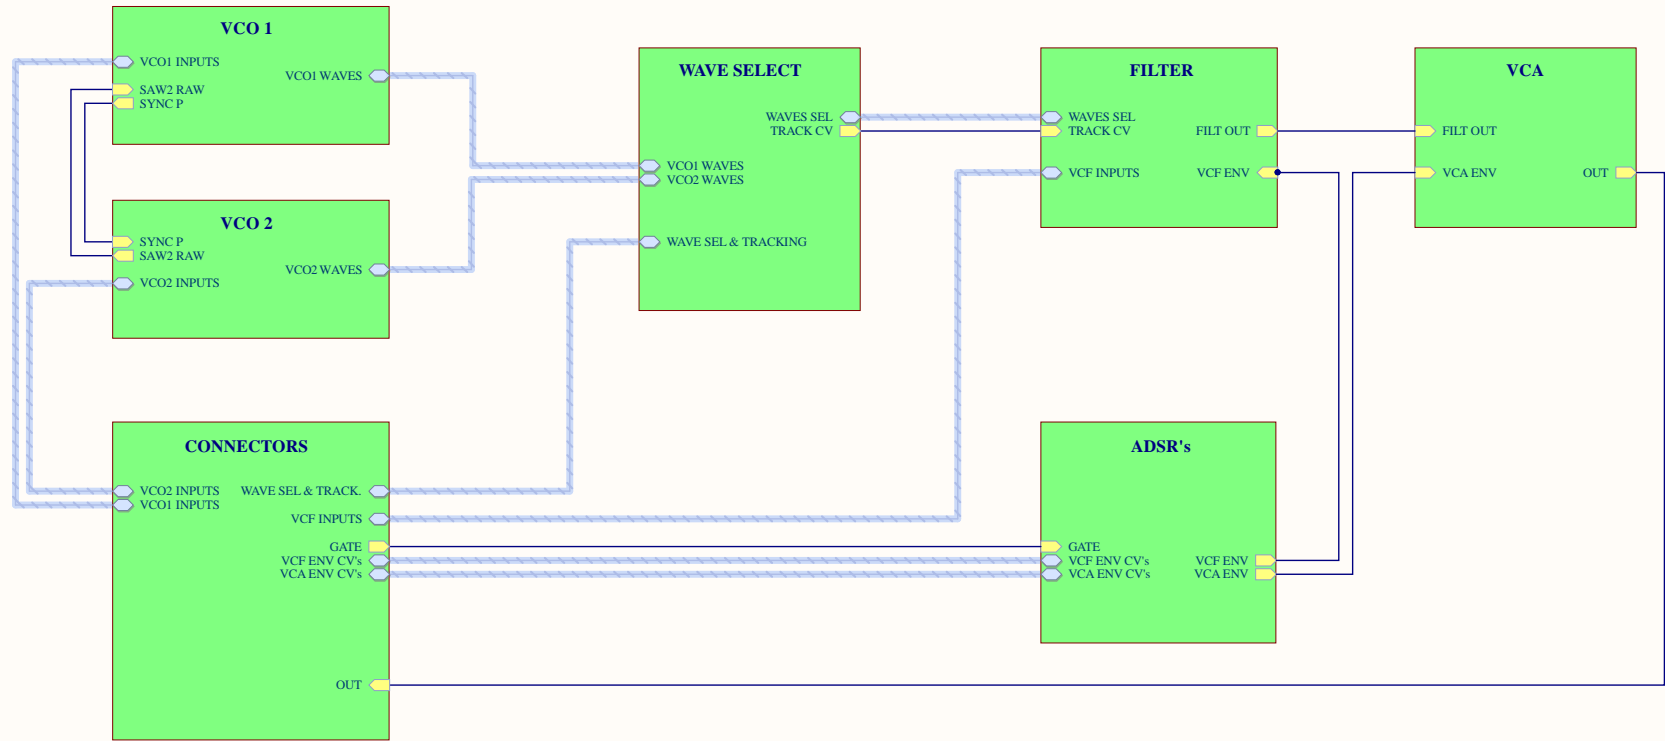 VCO 1
VCO1 INPUTS
VCO1 WAVES
SAW2 RAW
SYNC P
VCO 2
SYNC P
SAW2 RAW
VCO2 WAVES
VCO2 INPUTS
CONNECTORS
VCO2 INPUTS
WAVE SEL & TRACK.
VCO1 INPUTS
VCF INPUTS
GATE
VCF ENV CV's
VCA ENV CV's
OUT
WAVE SELECT
WAVES SEL
TRACK CV
VCO1 WAVES
VCO2 WAVES
WAVE SEL & TRACKING
FILTER
WAVES SEL
TRACK CV
FILT OUT
VCF INPUTS
VCF ENV
ADSR's
GATE
VCF ENV CV's
VCF ENV
VCA ENV CV's
VCA ENV
VCA
FILT OUT
VCA ENV
OUT